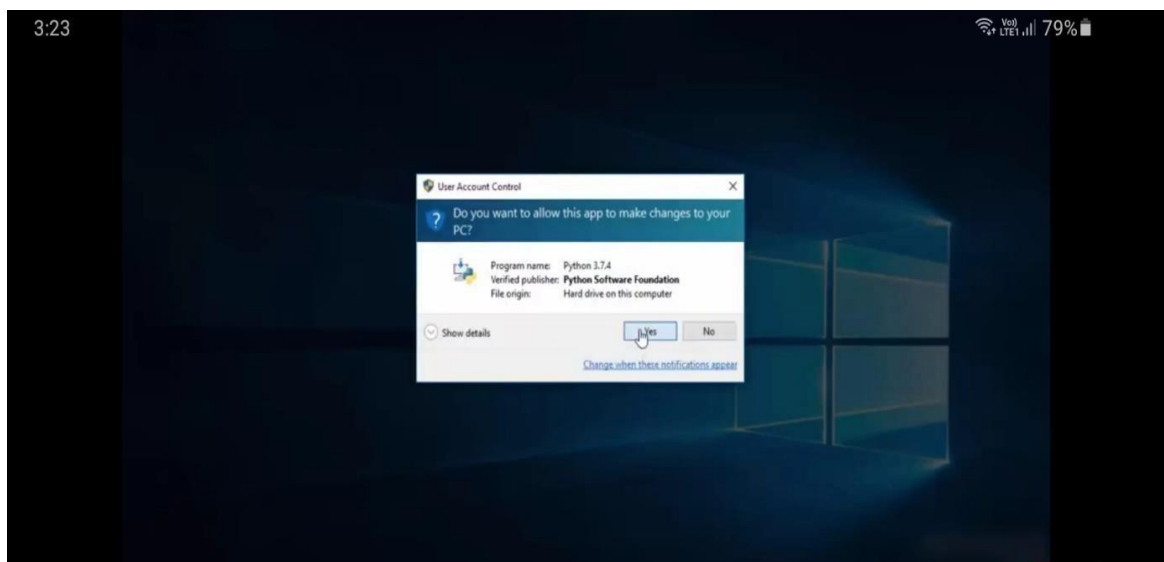 3:23
Vo) LTE1 79%
User Account Control
Do you want to allow this app to make changes to your
PC?
Program name: Python 3.7.4
Verified publisher: Python Software Foundation
File origin: Hard drive on this computer
Show details
Yes No
Change when these notifications appear